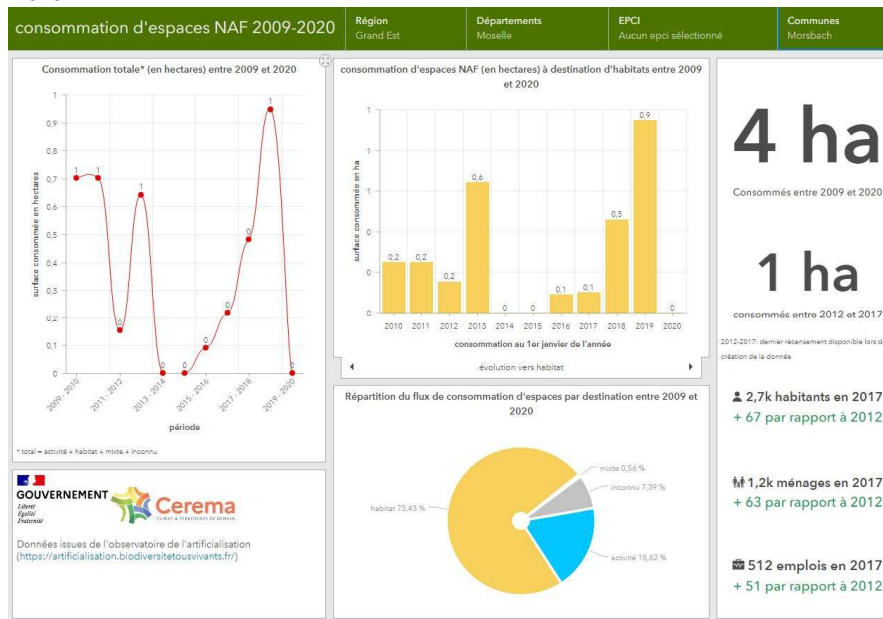 consommation d'espaces NAF 2009-2020
Région
Grand Est
Départements
Moselle
EPCI
Aucun epci sélectionné
Communes
Morsbach
Consommation totale* (en hectares) entre 2009 et 2020
surface consommée en hectares
1
0,9
0,8
0,7
0,6
0,5
0,4
0,3
0,2
0,1
0
1
1
0
1
0
0
0
0
0
1
0
2009 - 2010
2011 - 2012
2013 - 2014
2015 - 2016
2017 - 2018
2019 - 2020
période
* total = activité + habitat + mixte + inconnu
consommation d'espaces NAF (en hectares) à destination d'habitats entre 2009
et 2020
surface consommée en ha
1
1
1
0
0
0
0,2
0,2
0,2
0,6
0
0
0,1
0,1
0,5
0,9
0
2010
2011
2012
2013
2014
2015
2016
2017
2018
2019
2020
consommation au 1er janvier de l'année
évolution vers habitat
Répartition du flux de consommation d'espaces par destination entre 2009 et
2020
mixte 0,56 %
inconnu 7,39 %
habitat 73,43 %
activité 18,62 %
4 ha
Consommés entre 2009 et 2020
1 ha
consommés entre 2012 et 2017
2012-2017: dernier recensement disponible lors de
création de la donnée
2,7k habitants en 2017
+ 67 par rapport à 2012
1,2k ménages en 2017
+ 63 par rapport à 2012
512 emplois en 2017
+ 51 par rapport à 2012
GOUVERNEMENT
Liberté
Égalité
Fraternité
Cerema
CLIMAT & TERRITOIRES DE DEMAIN
Données issues de l'observatoire de l'artificialisation
(https://artificialisation.biodiversitetousvivants.fr/)